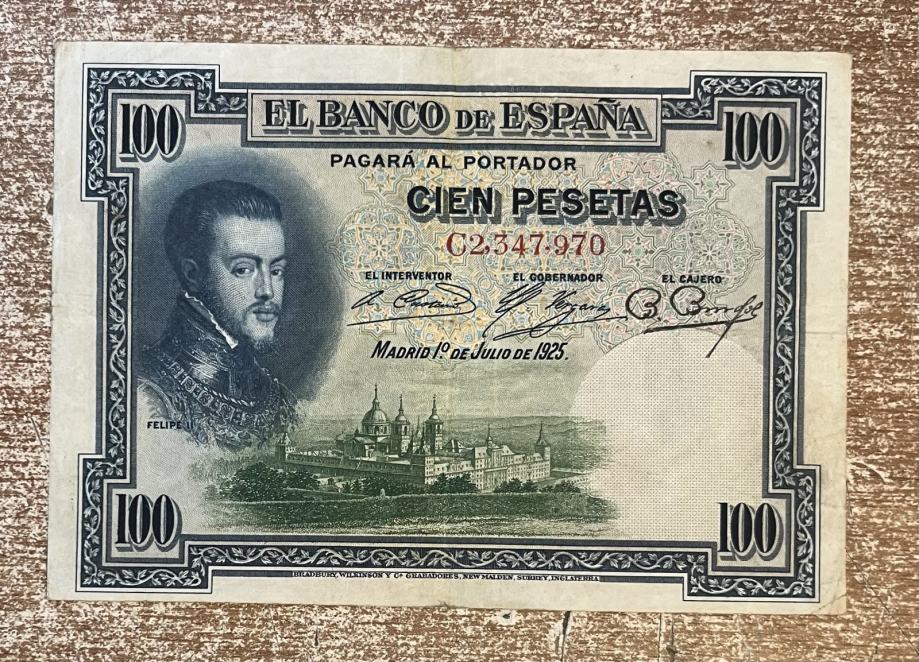 100
EL BANCO DE ESPAÑA
100
PAGARÁ AL PORTADOR
CIEN PESETAS
C2,347,970
EL INTERVENTOR
EL GOBERNADOR
EL CAJERO
MADRID 1.º DE JULIO DE 1925.
FELIPE II
100
100
BRADBURY, WILKINSON Y Cª GRABADORES, NEW MALDEN, SURREY, INGLATERRA